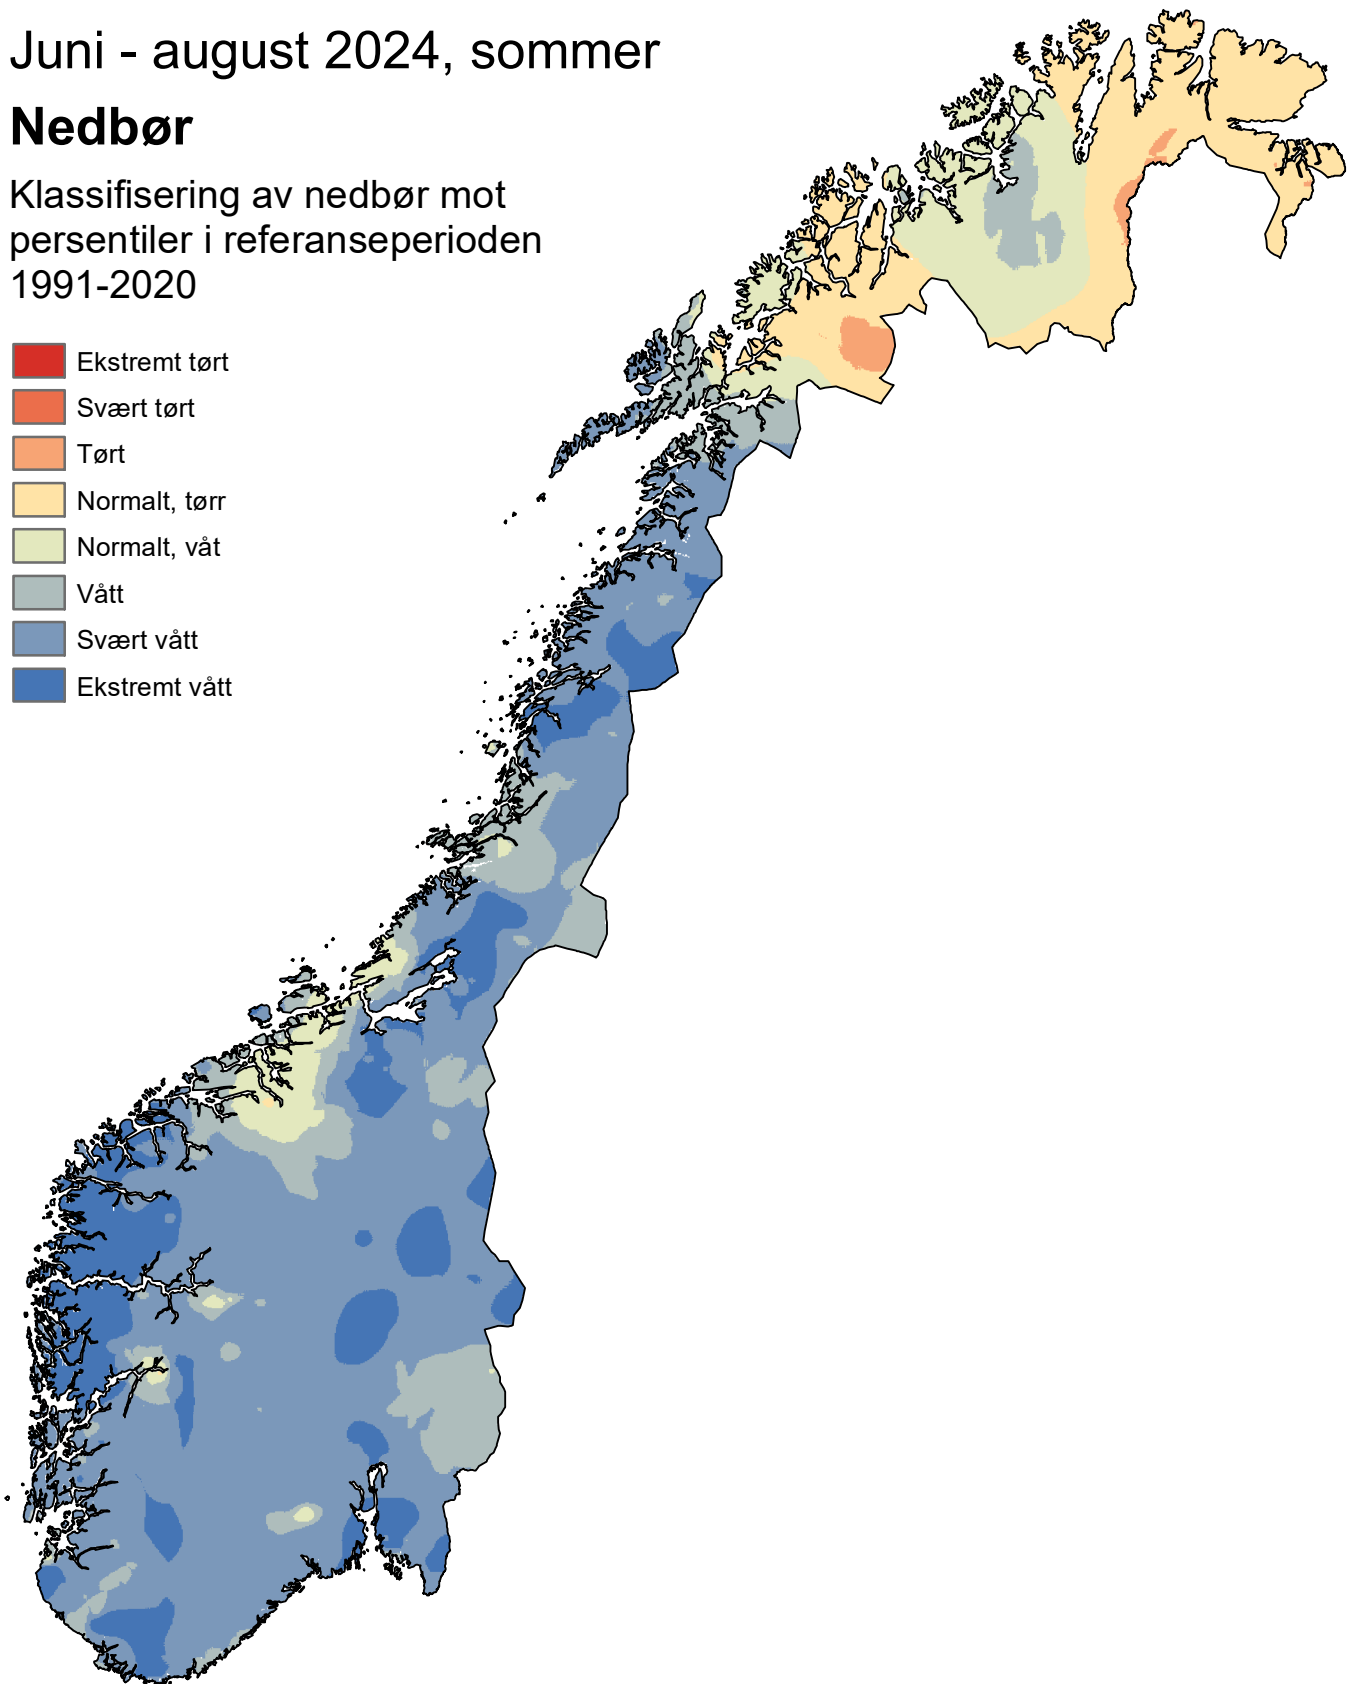 Juni - august 2024, sommer
Nedbør
Klassifisering av nedbør mot
persentiler i referanseperioden
1991-2020
Ekstremt tørt
Svært tørt
Tørt
Normalt, tørr
Normalt, våt
Vått
Svært vått
Ekstremt vått